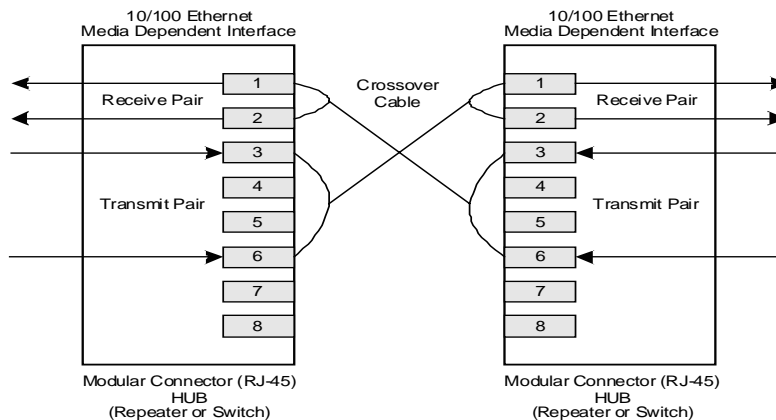 10/100 Ethernet
Media Dependent Interface
10/100 Ethernet
Media Dependent Interface
1
Receive Pair
2
3
4
Transmit Pair
5
6
7
8
Crossover
Cable
1
Receive Pair
2
3
4
Transmit Pair
5
6
7
8
Modular Connector (RJ-45)
HUB
(Repeater or Switch)
Modular Connector (RJ-45)
HUB
(Repeater or Switch)